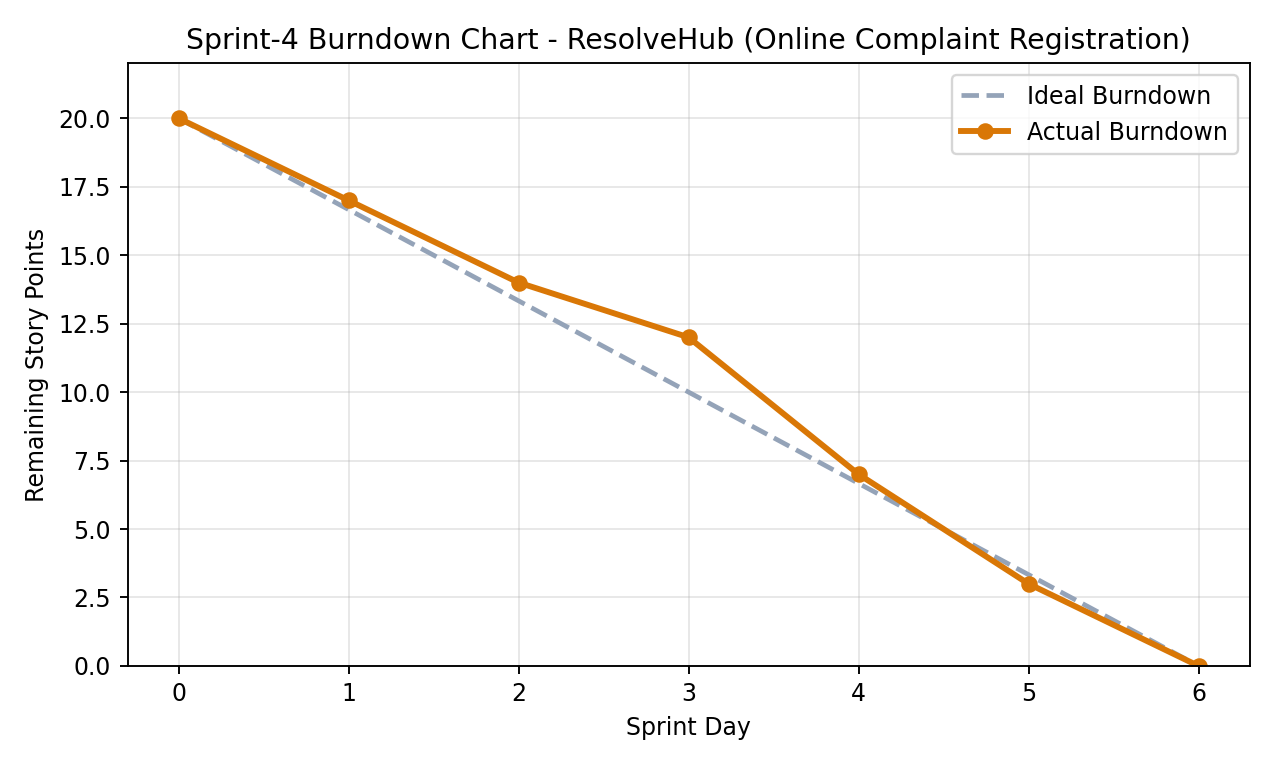 Sprint-4 Burndown Chart - ResolveHub (Online Complaint Registration)
Ideal Burndown
Actual Burndown
Remaining Story Points
20.0
17.5
15.0
12.5
10.0
7.5
5.0
2.5
0.0
0 1 2 3 4 5 6
Sprint Day